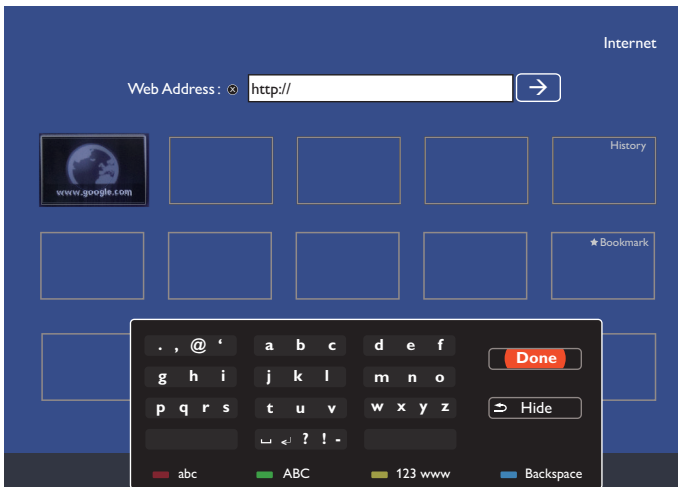 Internet
Web Address : ⊗ http:// →
www.google.com
History
★ Bookmark
. , @ ‘ a b c d e f
Done
g h i j k l m n o
p q r s t u v w x y z
Hide
␣ ↵ ? ! -
abc ABC 123 www Backspace